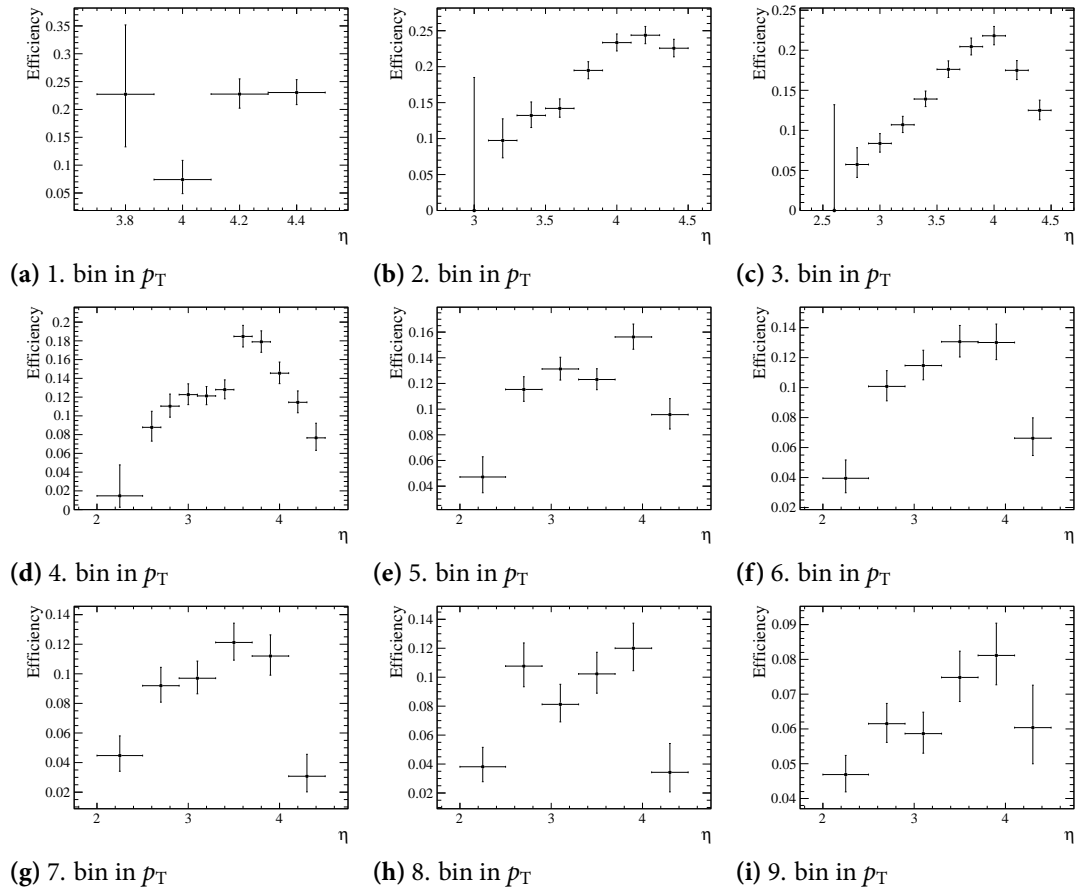 Efficiency
0.35
0.3
0.25
0.2
0.15
0.1
0.05
3.8 4 4.2 4.4
η
(a) 1. bin in pT
Efficiency
0.25
0.2
0.15
0.1
0.05
0
3 3.5 4 4.5
η
(b) 2. bin in pT
Efficiency
0.25
0.2
0.15
0.1
0.05
0
2.5 3 3.5 4 4.5
η
(c) 3. bin in pT
Efficiency
0.2
0.18
0.16
0.14
0.12
0.1
0.08
0.06
0.04
0.02
0
2 3 4
η
(d) 4. bin in pT
Efficiency
0.16
0.14
0.12
0.1
0.08
0.06
0.04
2 3 4
η
(e) 5. bin in pT
Efficiency
0.14
0.12
0.1
0.08
0.06
0.04
0.02
2 3 4
η
(f) 6. bin in pT
Efficiency
0.14
0.12
0.1
0.08
0.06
0.04
0.02
2 3 4
η
(g) 7. bin in pT
Efficiency
0.14
0.12
0.1
0.08
0.06
0.04
0.02
2 3 4
η
(h) 8. bin in pT
Efficiency
0.09
0.08
0.07
0.06
0.05
0.04
2 3 4
η
(i) 9. bin in pT